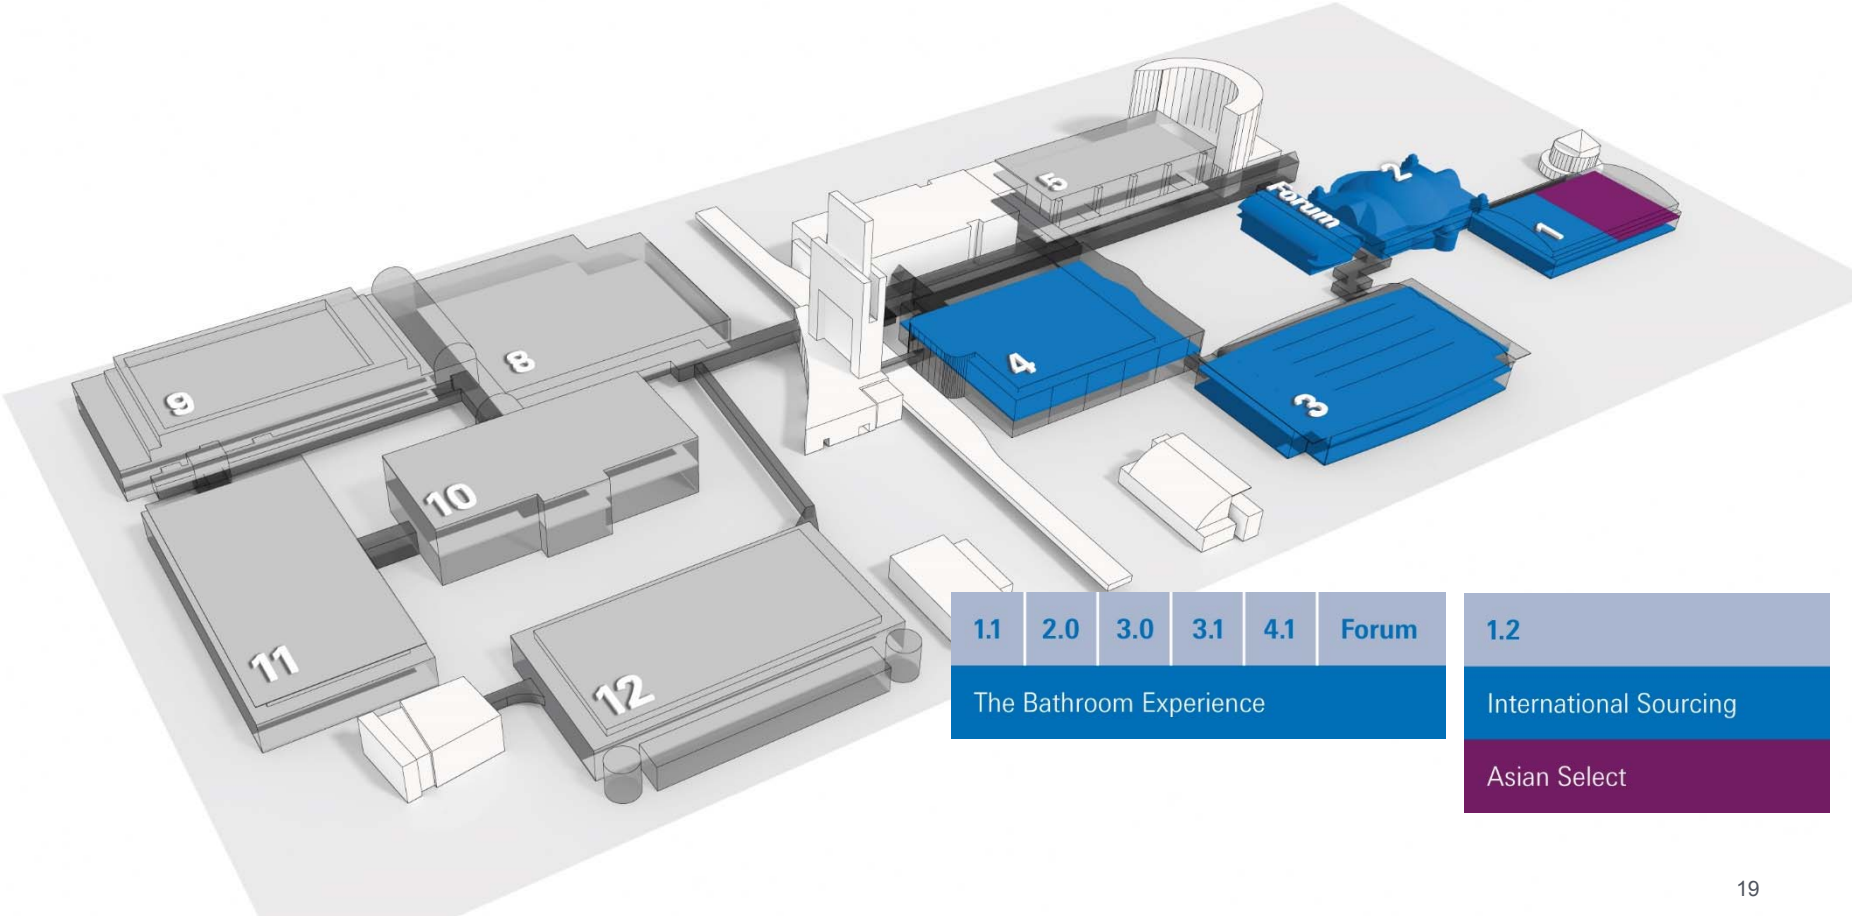 5
Forum
2
1
4
3
8
9
10
11
12
1.1 2.0 3.0 3.1 4.1 Forum
The Bathroom Experience
1.2
International Sourcing
Asian Select
19